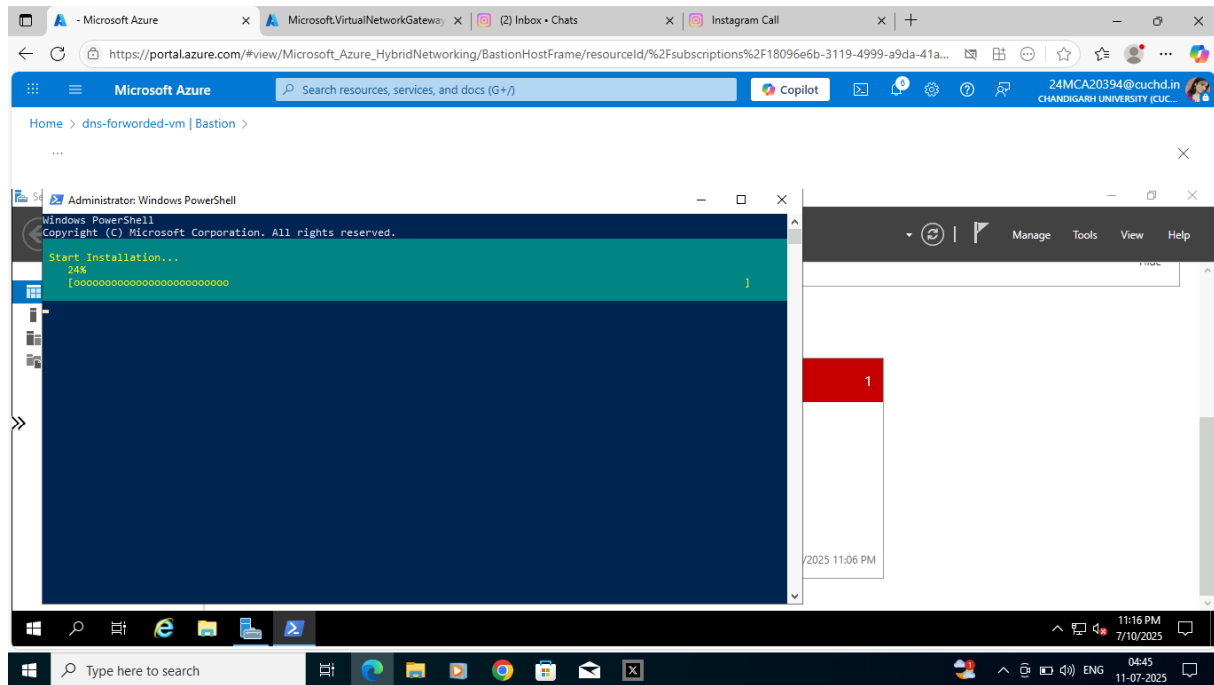 - Microsoft Azure
Microsoft.VirtualNetworkGateway
(2) Inbox • Chats
Instagram Call
https://portal.azure.com/#view/Microsoft_Azure_HybridNetworking/BastionHostFrame/resourceId/%2Fsubscriptions%2F18096e6b-3119-4999-a9da-41a...
Microsoft Azure
Search resources, services, and docs (G+/)
Copilot
6
24MCA20394@cuchd.in
CHANDIGARH UNIVERSITY (CUC...
Home > dns-forworded-vm | Bastion >
...
Administrator: Windows PowerShell
Windows PowerShell
Copyright (C) Microsoft Corporation. All rights reserved.
Manage Tools View Help
Start Installation...
24%
[oooooooooooooooooooooooooo ]
1
/2025 11:06 PM
11:16 PM
7/10/2025
Type here to search
ENG
04:45
11-07-2025